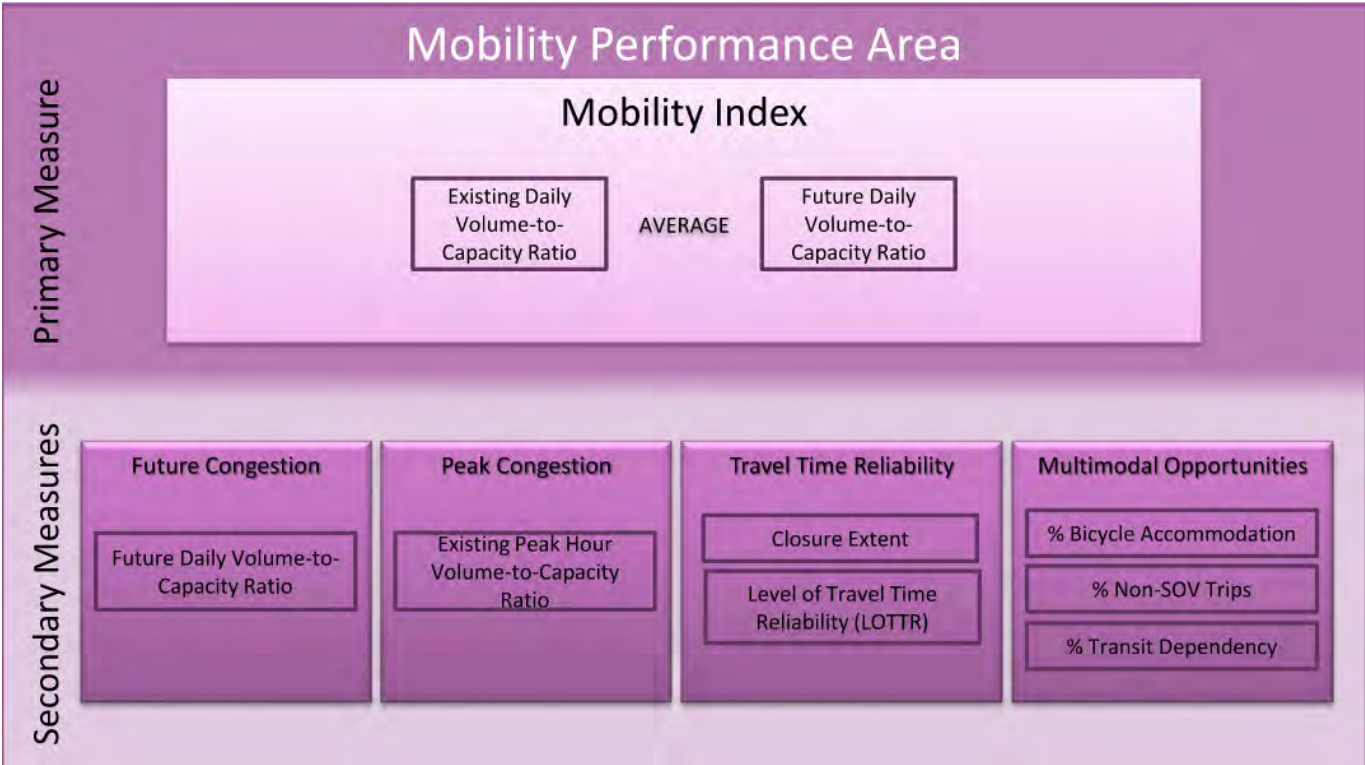 Mobility Performance Area
Primary Measure
Mobility Index
Existing Daily
Volume-to-
Capacity Ratio
AVERAGE
Future Daily
Volume-to-
Capacity Ratio
Secondary Measures
Future Congestion
Future Daily Volume-to-
Capacity Ratio
Peak Congestion
Existing Peak Hour
Volume-to-Capacity
Ratio
Travel Time Reliability
Closure Extent
Level of Travel Time
Reliability (LOTTR)
Multimodal Opportunities
% Bicycle Accommodation
% Non-SOV Trips
% Transit Dependency